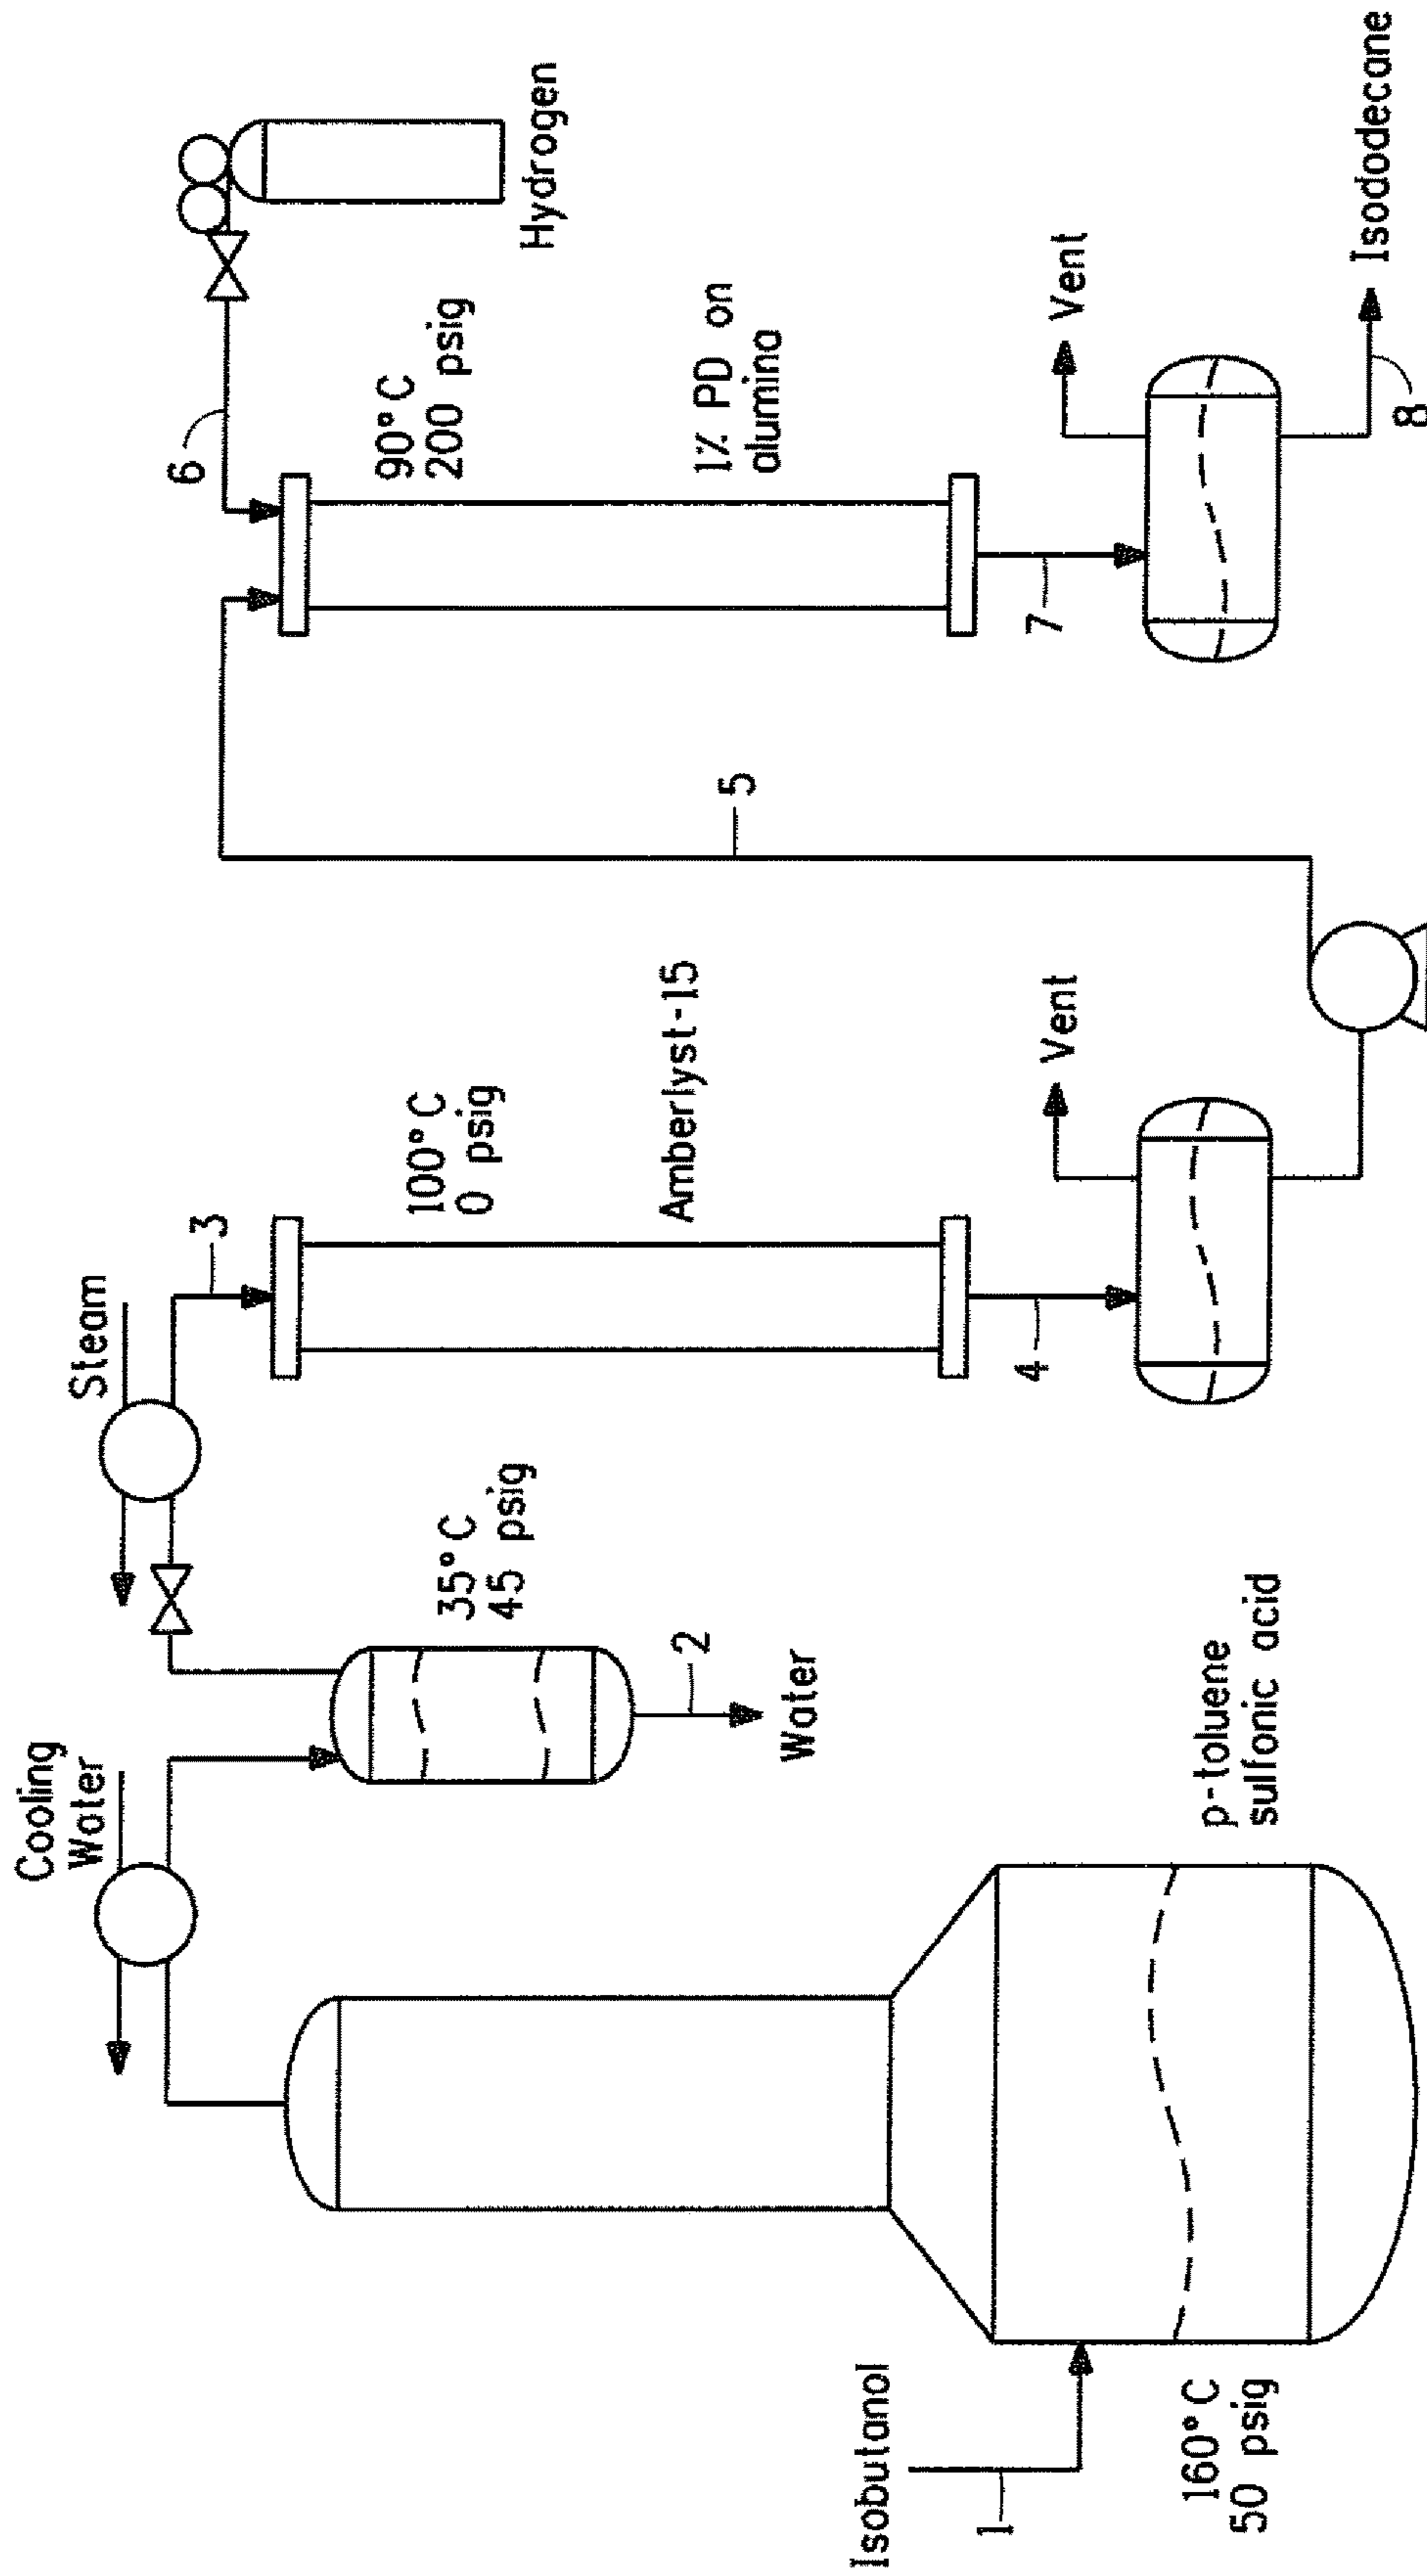 Isobutanol
1
160°C
50 psig
p-toluene
sulfonic acid
Cooling
Water
35°C
45 psig
2
Water
Steam
3
100°C
0 psig
Amberlyst-15
4
Vent
5
6
90°C
200 psig
1% PD on
alumina
7
Vent
Hydrogen
8
Isododecane